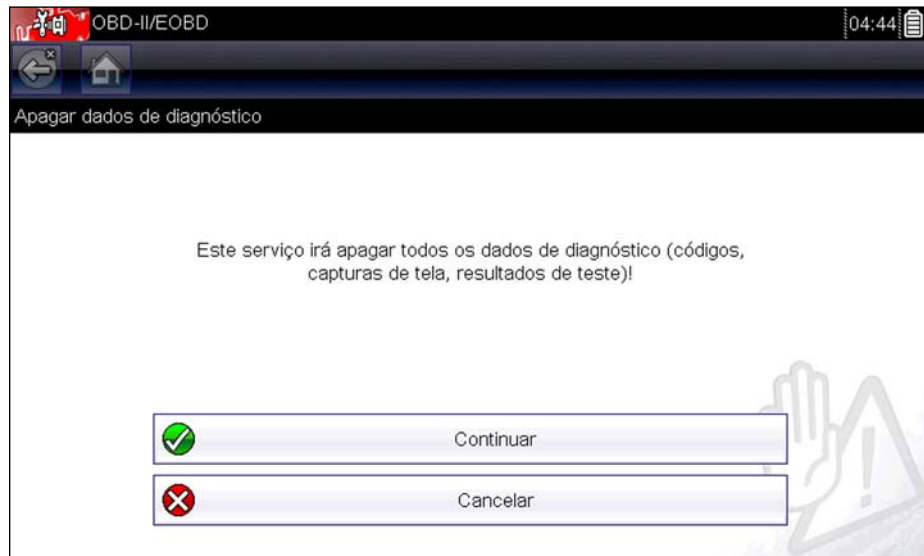 OBD-II/EOBD
04:44
Apagar dados de diagnóstico
Este serviço irá apagar todos os dados de diagnóstico (códigos,
capturas de tela, resultados de teste)!
Continuar
Cancelar